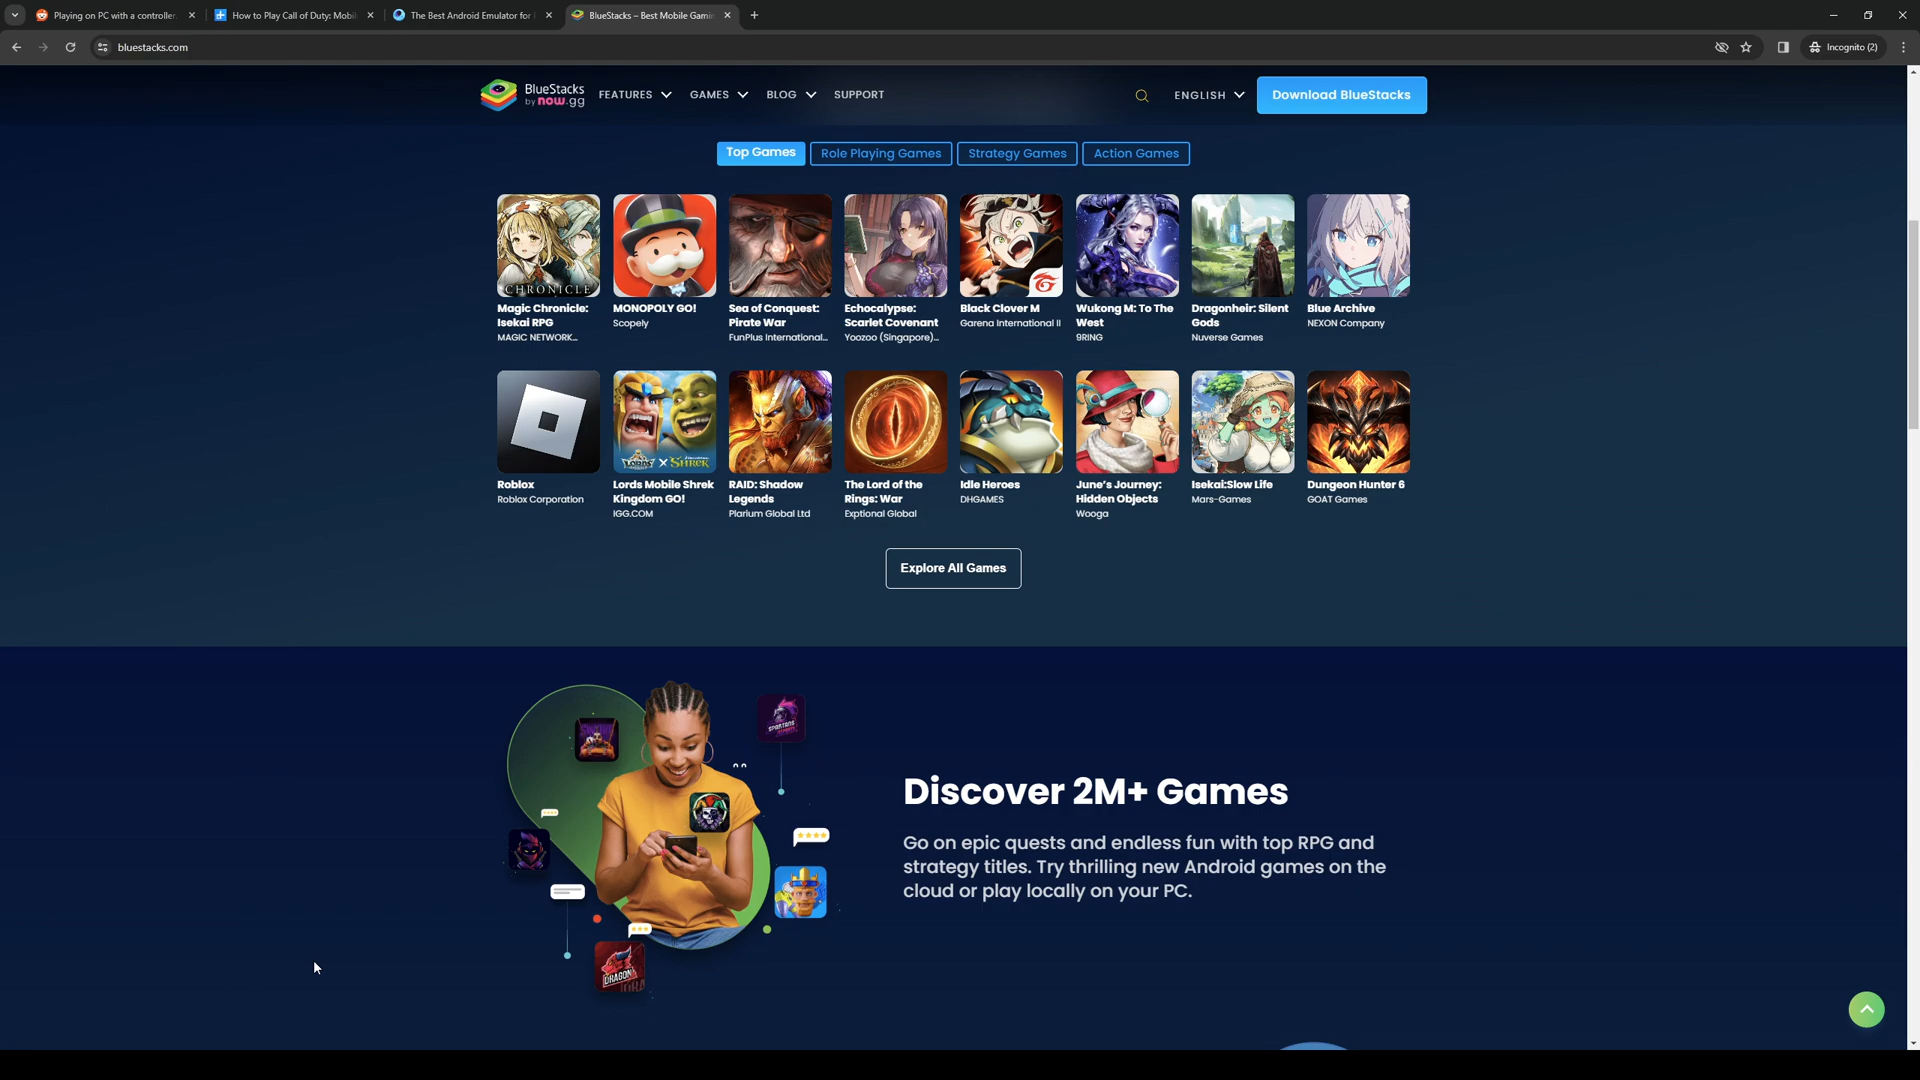 Playing on PC with a controller.
How to Play Call of Duty: Mobil
The Best Android Emulator for
BlueStacks – Best Mobile Gamin
bluestacks.com
Incognito (2)
BlueStacks
by now.gg
FEATURES
GAMES
BLOG
SUPPORT
ENGLISH
Download BlueStacks
Top Games
Role Playing Games
Strategy Games
Action Games
CHRONICLE
Magic Chronicle:
Isekai RPG
MAGIC NETWORK...
MONOPOLY GO!
Scopely
Sea of Conquest:
Pirate War
FunPlus International...
Echocalypse:
Scarlet Covenant
Yoozoo (Singapore)...
Black Clover M
Garena International II
Wukong M: To The
West
9RING
Dragonheir: Silent
Gods
Nuverse Games
Blue Archive
NEXON Company
LORDS X SHREK
Roblox
Roblox Corporation
Lords Mobile Shrek
Kingdom GO!
IGG.COM
RAID: Shadow
Legends
Plarium Global Ltd
The Lord of the
Rings: War
Exptional Global
Idle Heroes
DHGAMES
June's Journey:
Hidden Objects
Wooga
Isekai:Slow Life
Mars-Games
Dungeon Hunter 6
GOAT Games
Explore All Games
SPARTANS
DRAGON
Discover 2M+ Games
Go on epic quests and endless fun with top RPG and
strategy titles. Try thrilling new Android games on the
cloud or play locally on your PC.